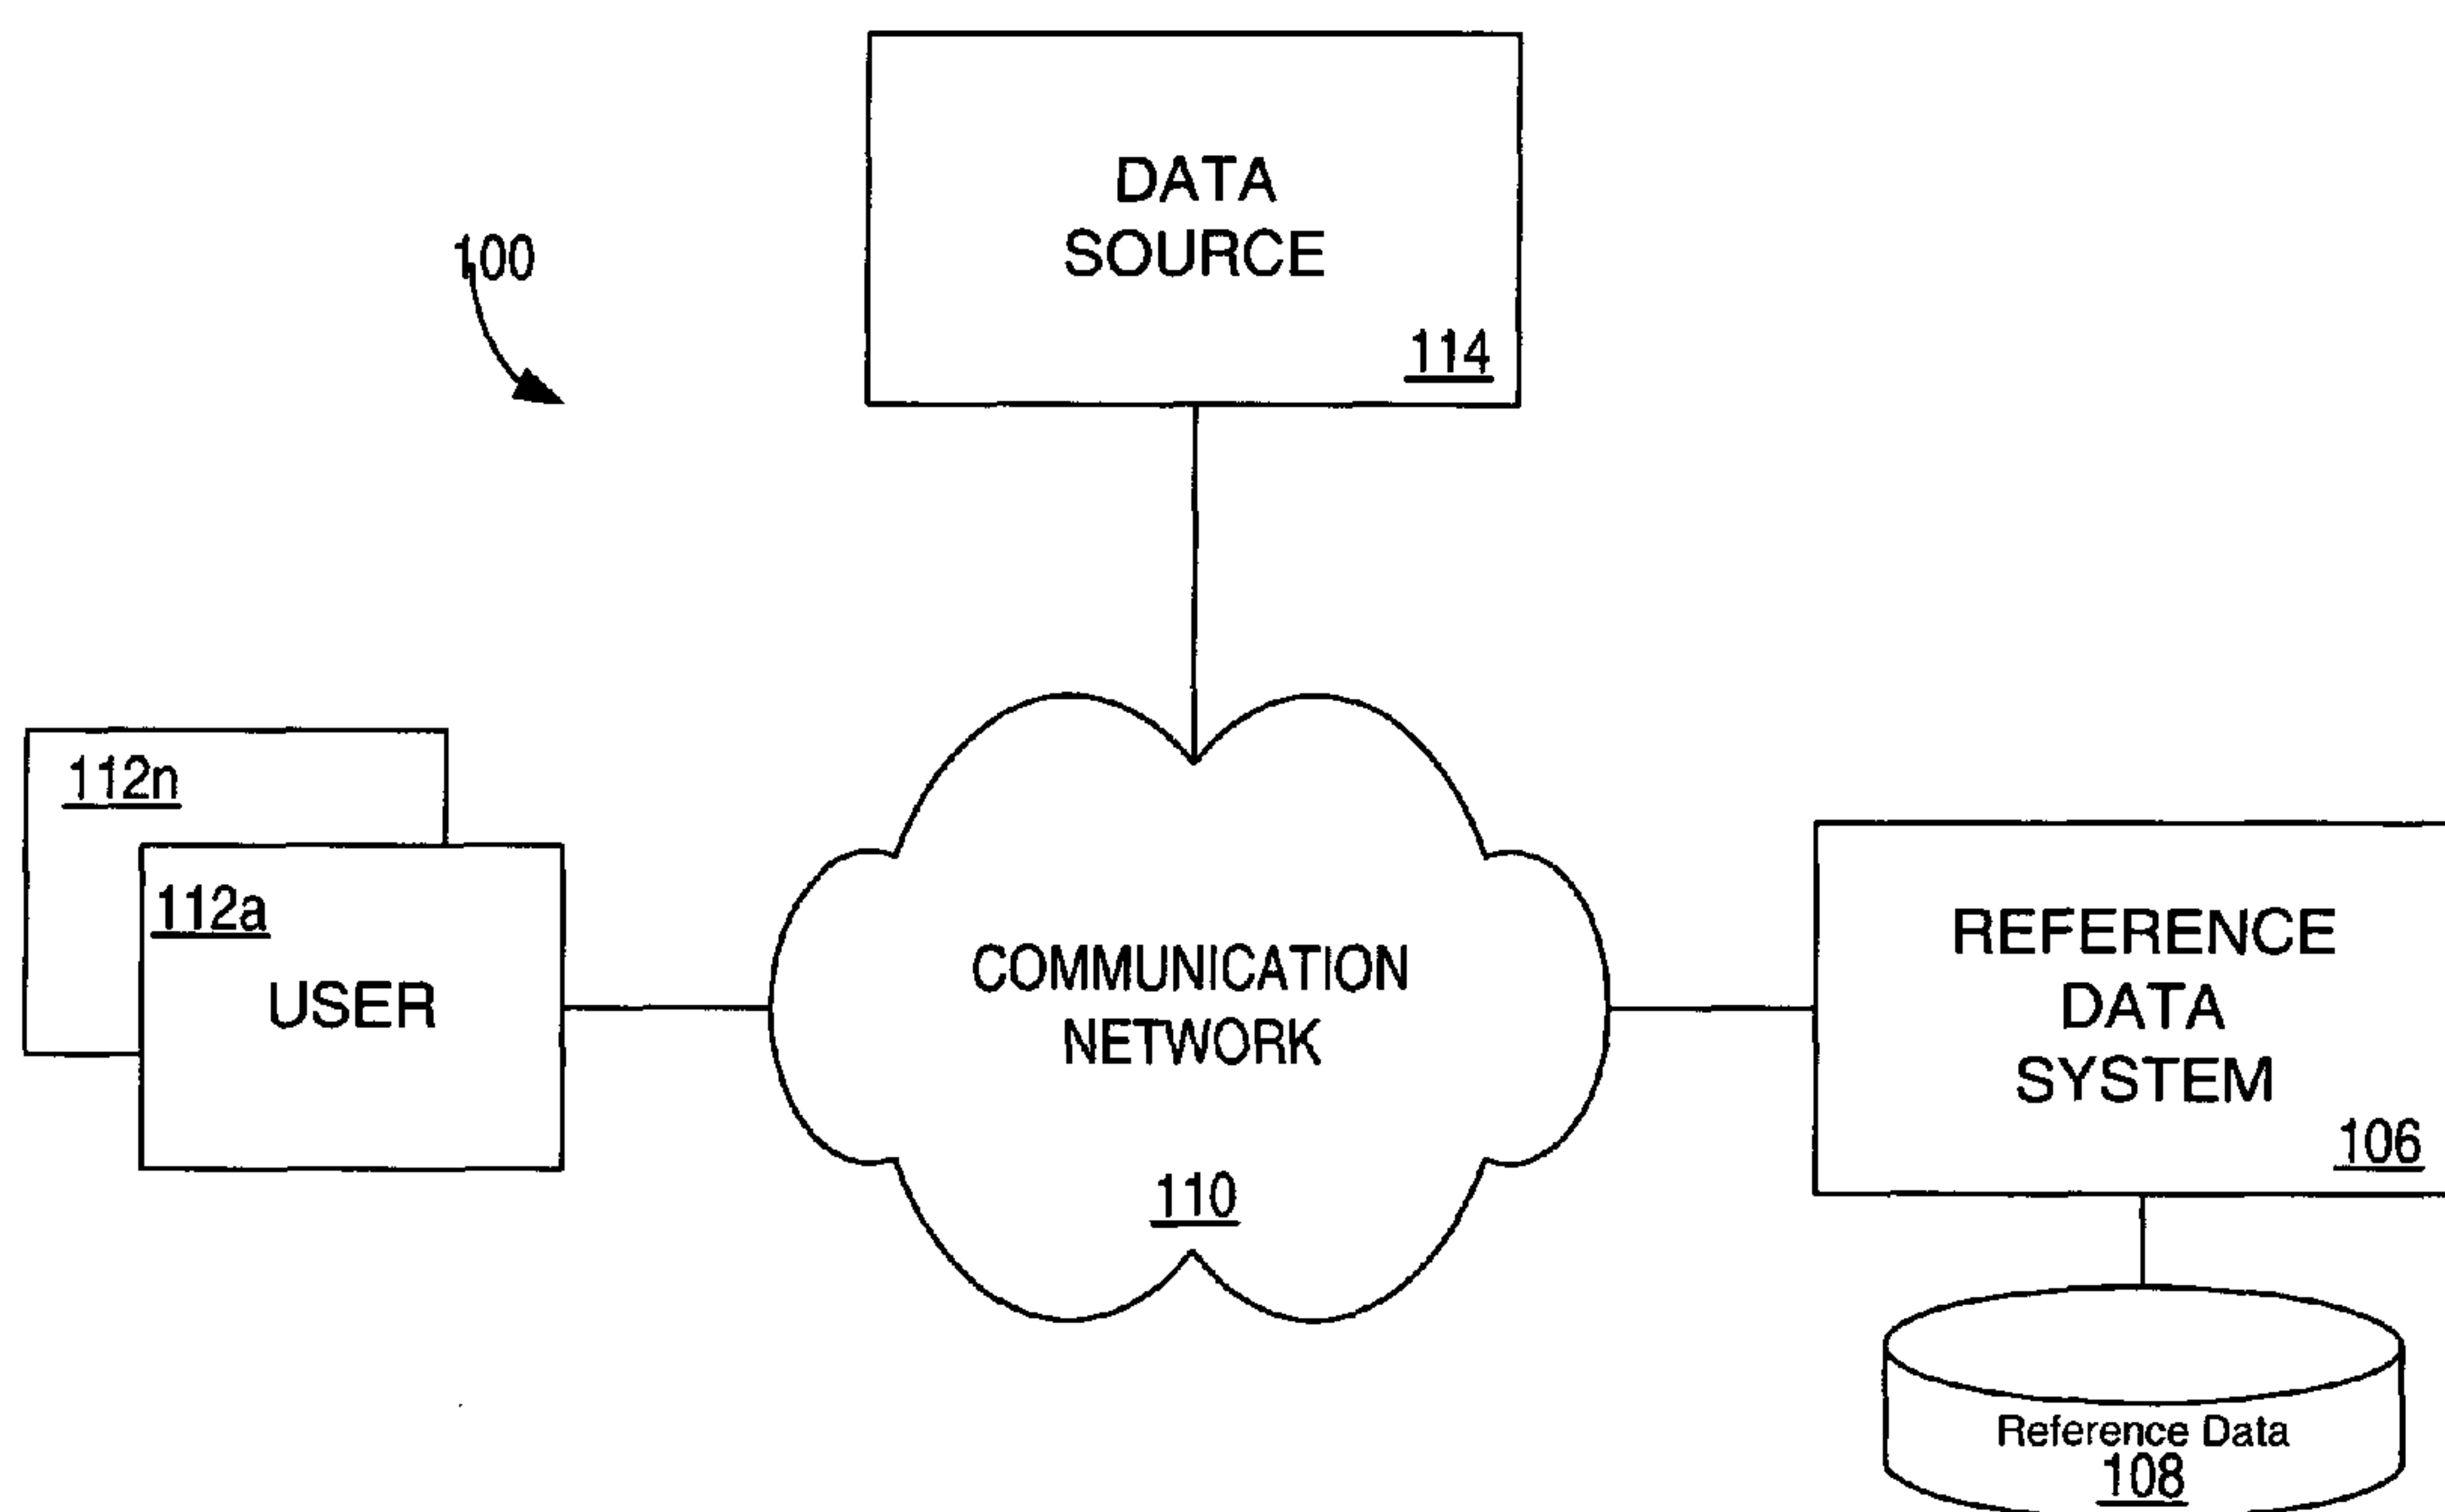 DATA
SOURCE
114
100
112n
112a
USER
COMMUNICATION
NETWORK
110
REFERENCE
DATA
SYSTEM
106
Reference Data
108